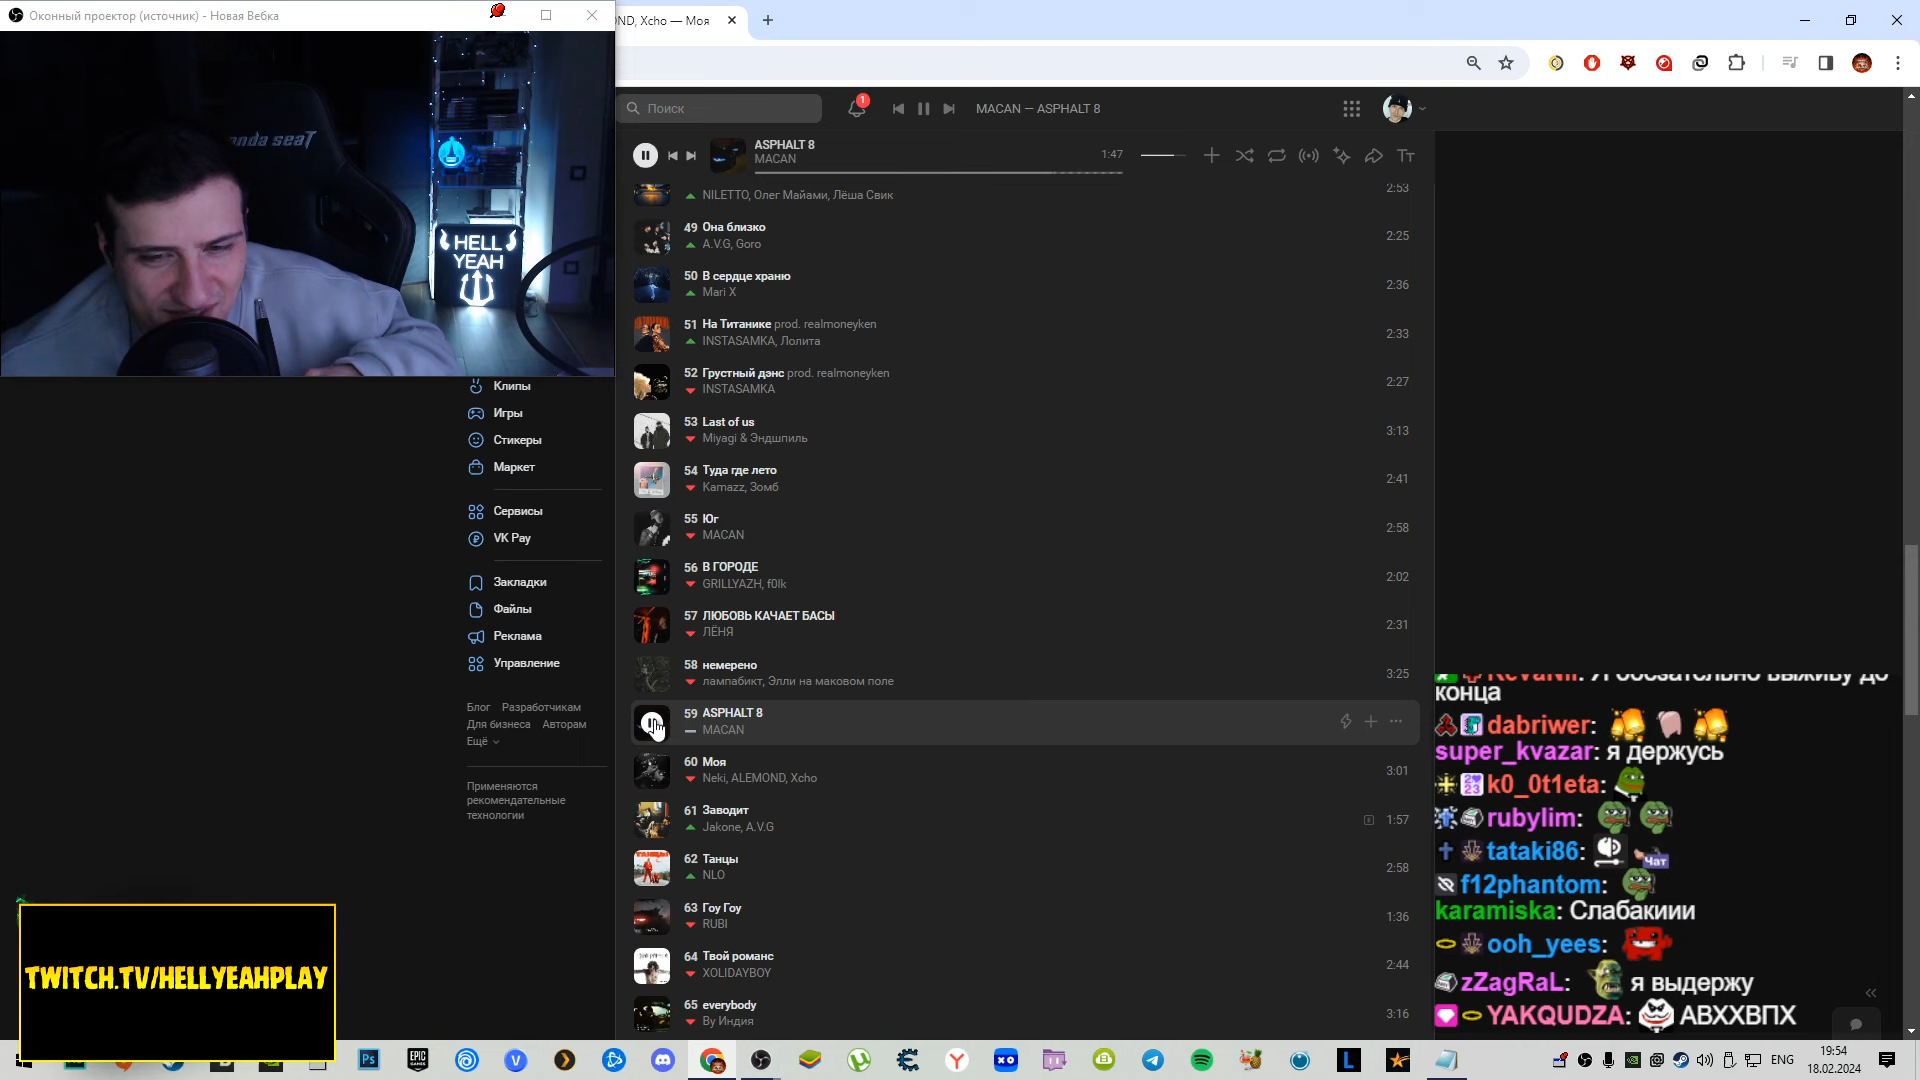 Оконный проектор (источник) - Новая Вебка
anda seaT
HELL
YEAH
ND, Xcho — Моя
Поиск
1
MACAN — ASPHALT 8
ASPHALT 8
MACAN
1:47
NILETTO, Олег Майами, Лёша Свик
2:53
49 Она близко
A.V.G, Goro
2:25
50 В сердце храню
Mari X
2:36
51 На Титанике prod. realmoneyken
INSTASAMKA, Лолита
2:33
52 Грустный дэнс prod. realmoneyken
INSTASAMKA
2:27
53 Last of us
Miyagi & Эндшпиль
3:13
54 Туда где лето
Kamazz, Зомб
2:41
55 Юг
MACAN
2:58
56 В ГОРОДЕ
GRILLYAZH, f0lk
2:02
57 ЛЮБОВЬ КАЧАЕТ БАСЫ
ЛЁНЯ
2:31
58 немерено
лампабикт, Элли на маковом поле
3:25
59 ASPHALT 8
MACAN
60 Моя
Neki, ALEMOND, Xcho
3:01
61 Заводит
Jakone, A.V.G
1:57
62 Танцы
NLO
2:58
63 Гоу Гоу
RUBI
1:36
64 Твой романс
XOLIDAYBOY
2:44
65 everybody
By Индия
3:16
Клипы
Игры
Стикеры
Маркет
Сервисы
VK Pay
Закладки
Файлы
Реклама
Управление
Блог Разработчикам
Для бизнеса Авторам
Ещё
Применяются
рекомендательные
технологии
KevaNil: Я обязательно выживу до
конца
dabriwer:
super_kvazar: я держусь
k0_0t1eta:
rubylim:
tataki86: Чат
f12phantom:
karamiska: Слабакиии
ooh_yees:
zZagRaL: я выдержу
YAKQUDZA: АВХХВПХ
TWITCH.TV/HELLYEAHPLAY
ENG
19:54
18.02.2024